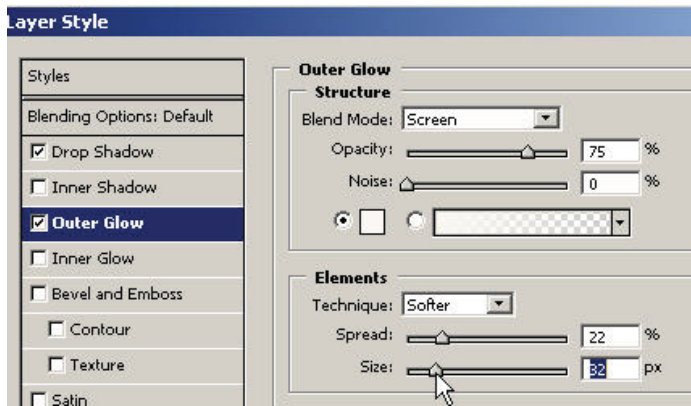 Layer Style
Styles
Blending Options: Default
Drop Shadow
Inner Shadow
Outer Glow
Inner Glow
Bevel and Emboss
Contour
Texture
Satin
Outer Glow
Structure
Blend Mode: Screen
Opacity: 75 %
Noise: 0 %
Elements
Technique: Softer
Spread: 22 %
Size: 32 px